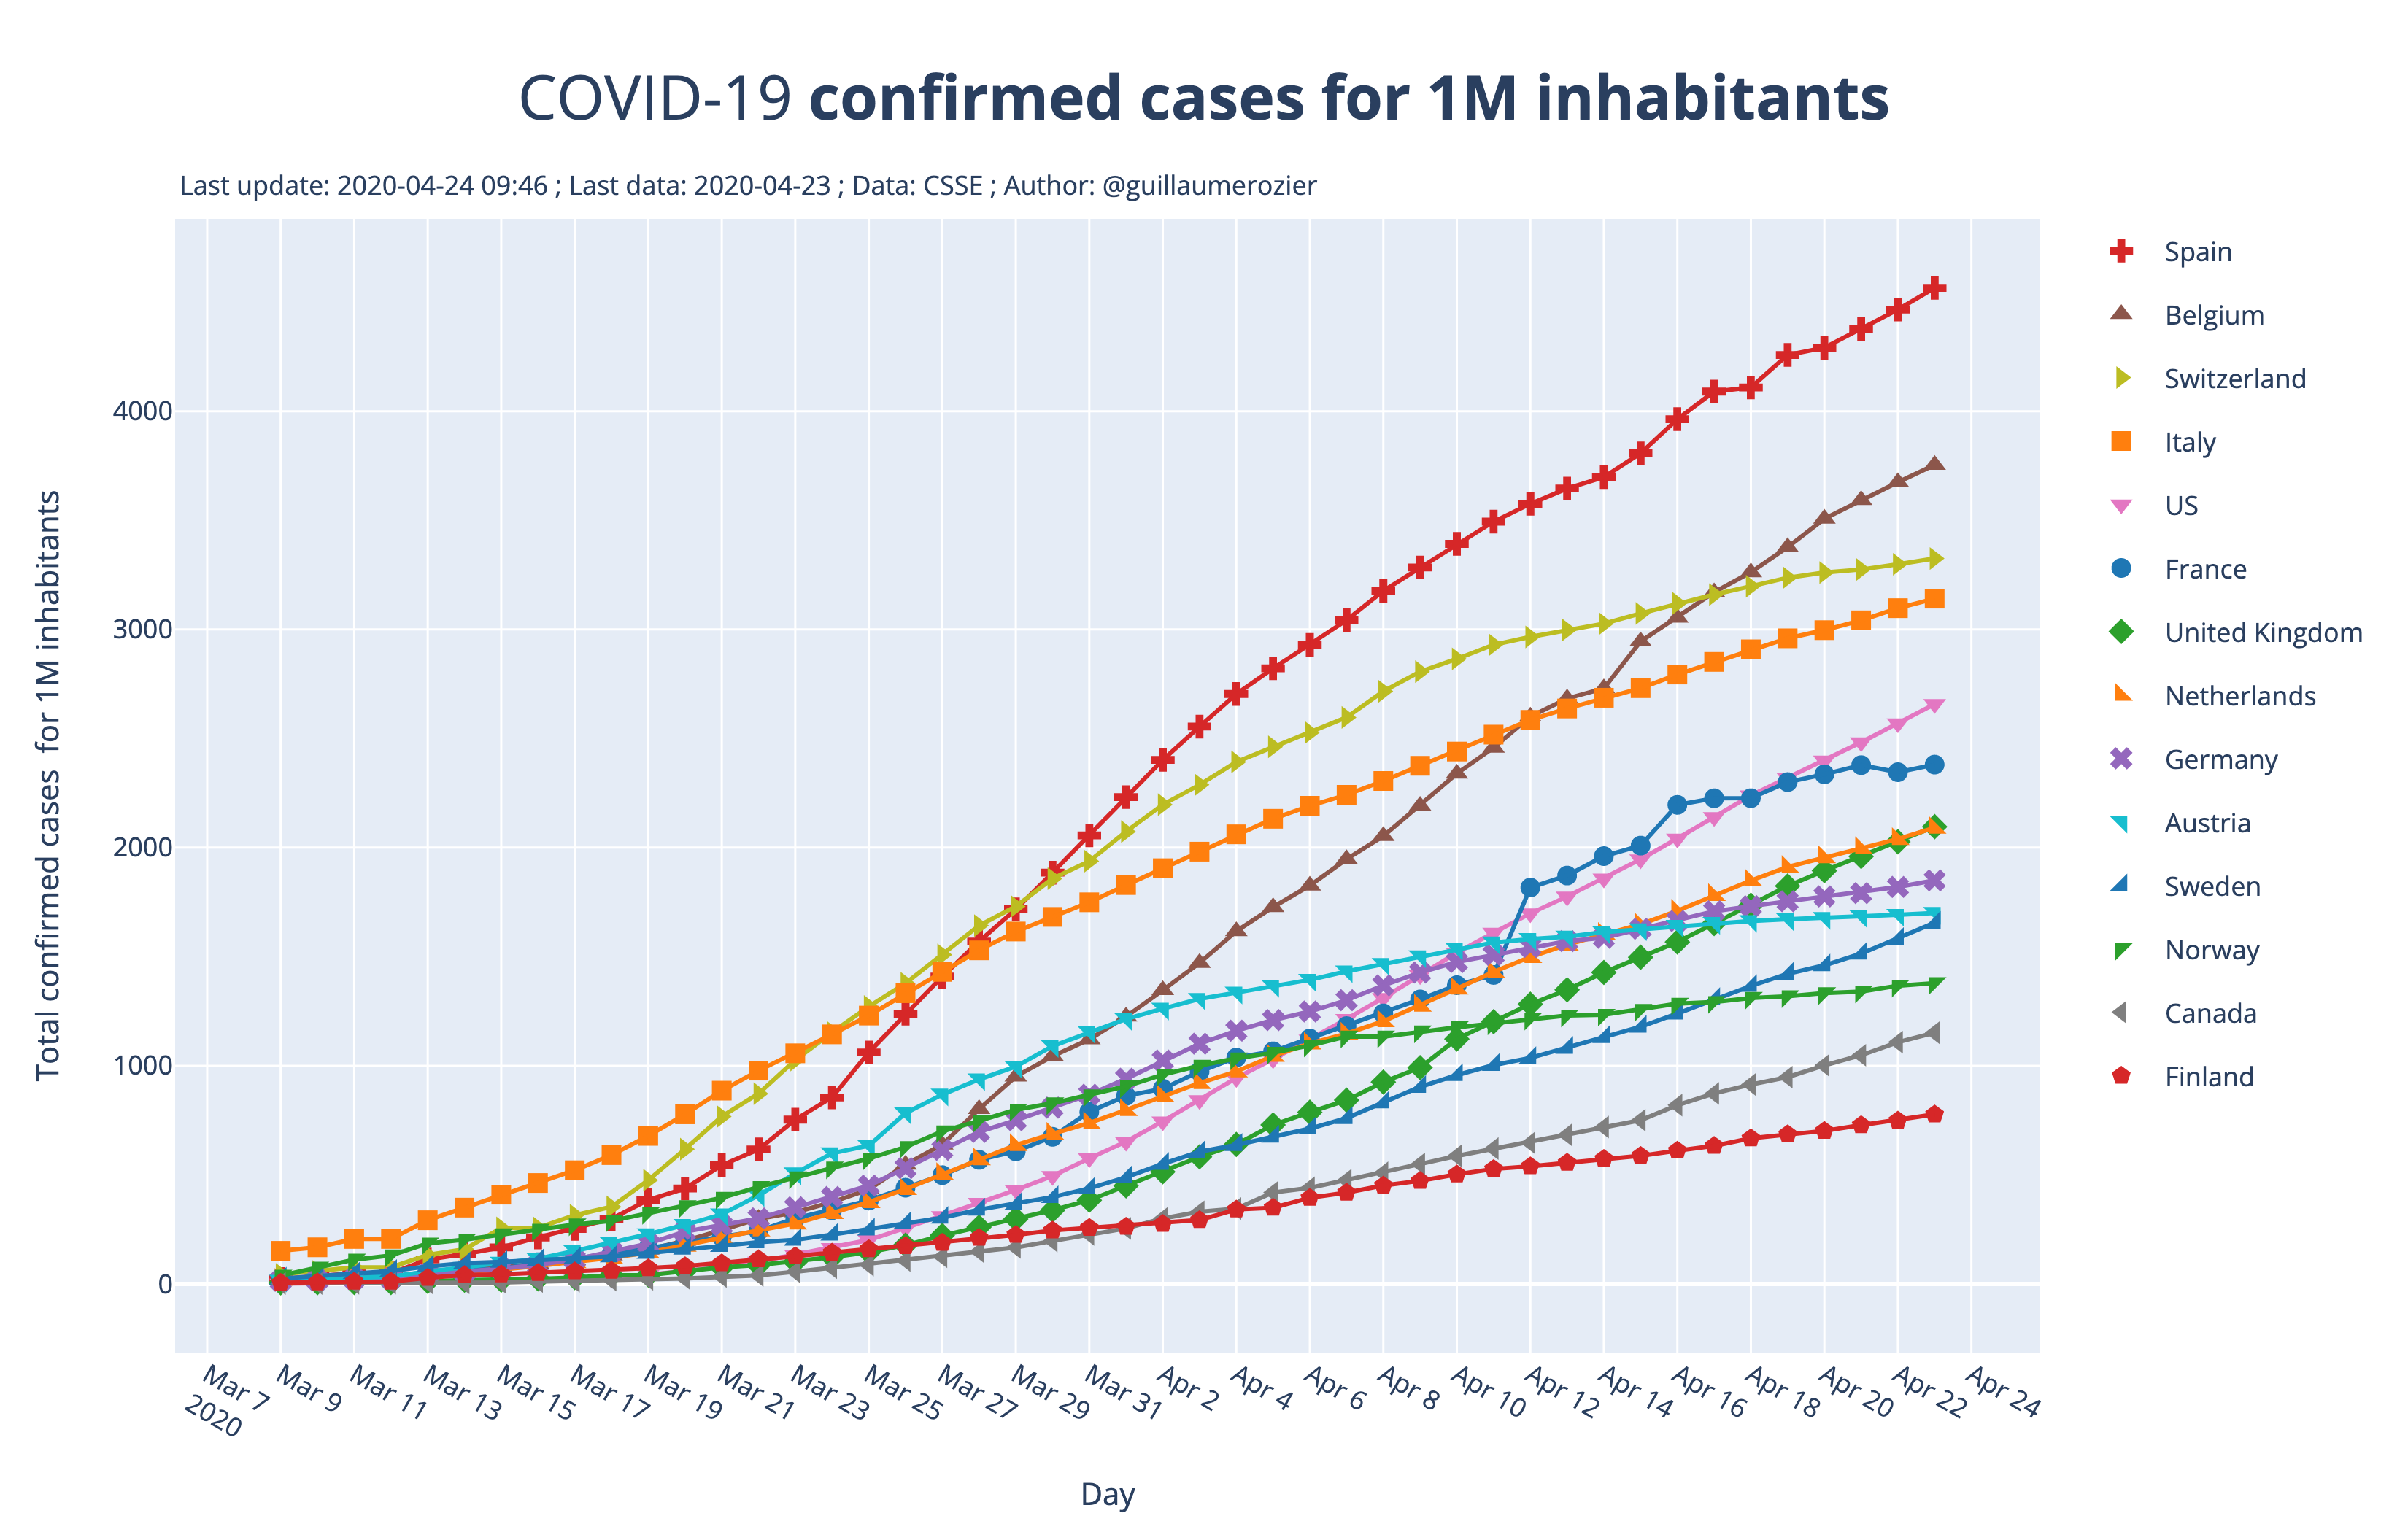 COVID-19 confirmed cases for 1M inhabitants
Last update: 2020-04-24 09:46 ; Last data: 2020-04-23 ; Data: CSSE ; Author: @guillaumerozier
Total confirmed cases for 1M inhabitants
4000
3000
2000
1000
0
Mar 7
2020
Mar 9
Mar 11
Mar 13
Mar 15
Mar 17
Mar 19
Mar 21
Mar 23
Mar 25
Mar 27
Mar 29
Mar 31
Apr 2
Apr 4
Apr 6
Apr 8
Apr 10
Apr 12
Apr 14
Apr 16
Apr 18
Apr 20
Apr 22
Apr 24
Day
Spain
Belgium
Switzerland
Italy
US
France
United Kingdom
Netherlands
Germany
Austria
Sweden
Norway
Canada
Finland